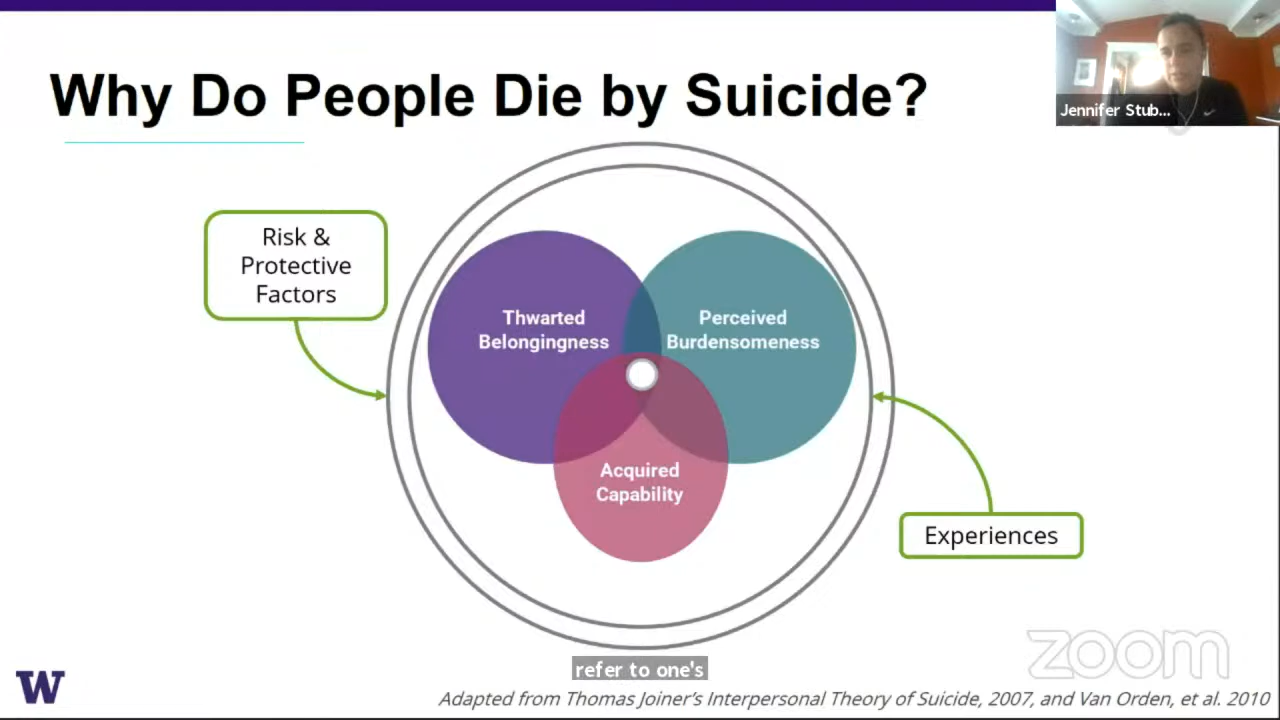 Why Do People Die by Suicide?
Jennifer Stub...
Risk &
Protective
Factors
Thwarted
Belongingness
Perceived
Burdensomeness
Acquired
Capability
Experiences
zoom
refer to one's
W
Adapted from Thomas Joiner's Interpersonal Theory of Suicide, 2007, and Van Orden, et al. 2010